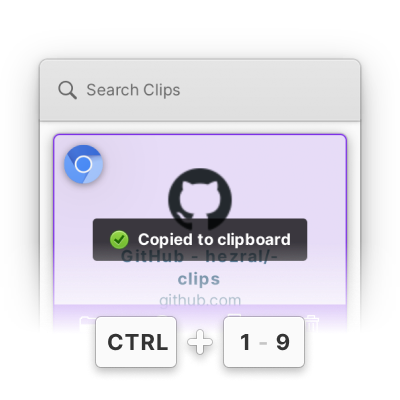 Search Clips
Copied to clipboard
GitHub - hezral/-
clips
github.com
CTRL + 1 - 9